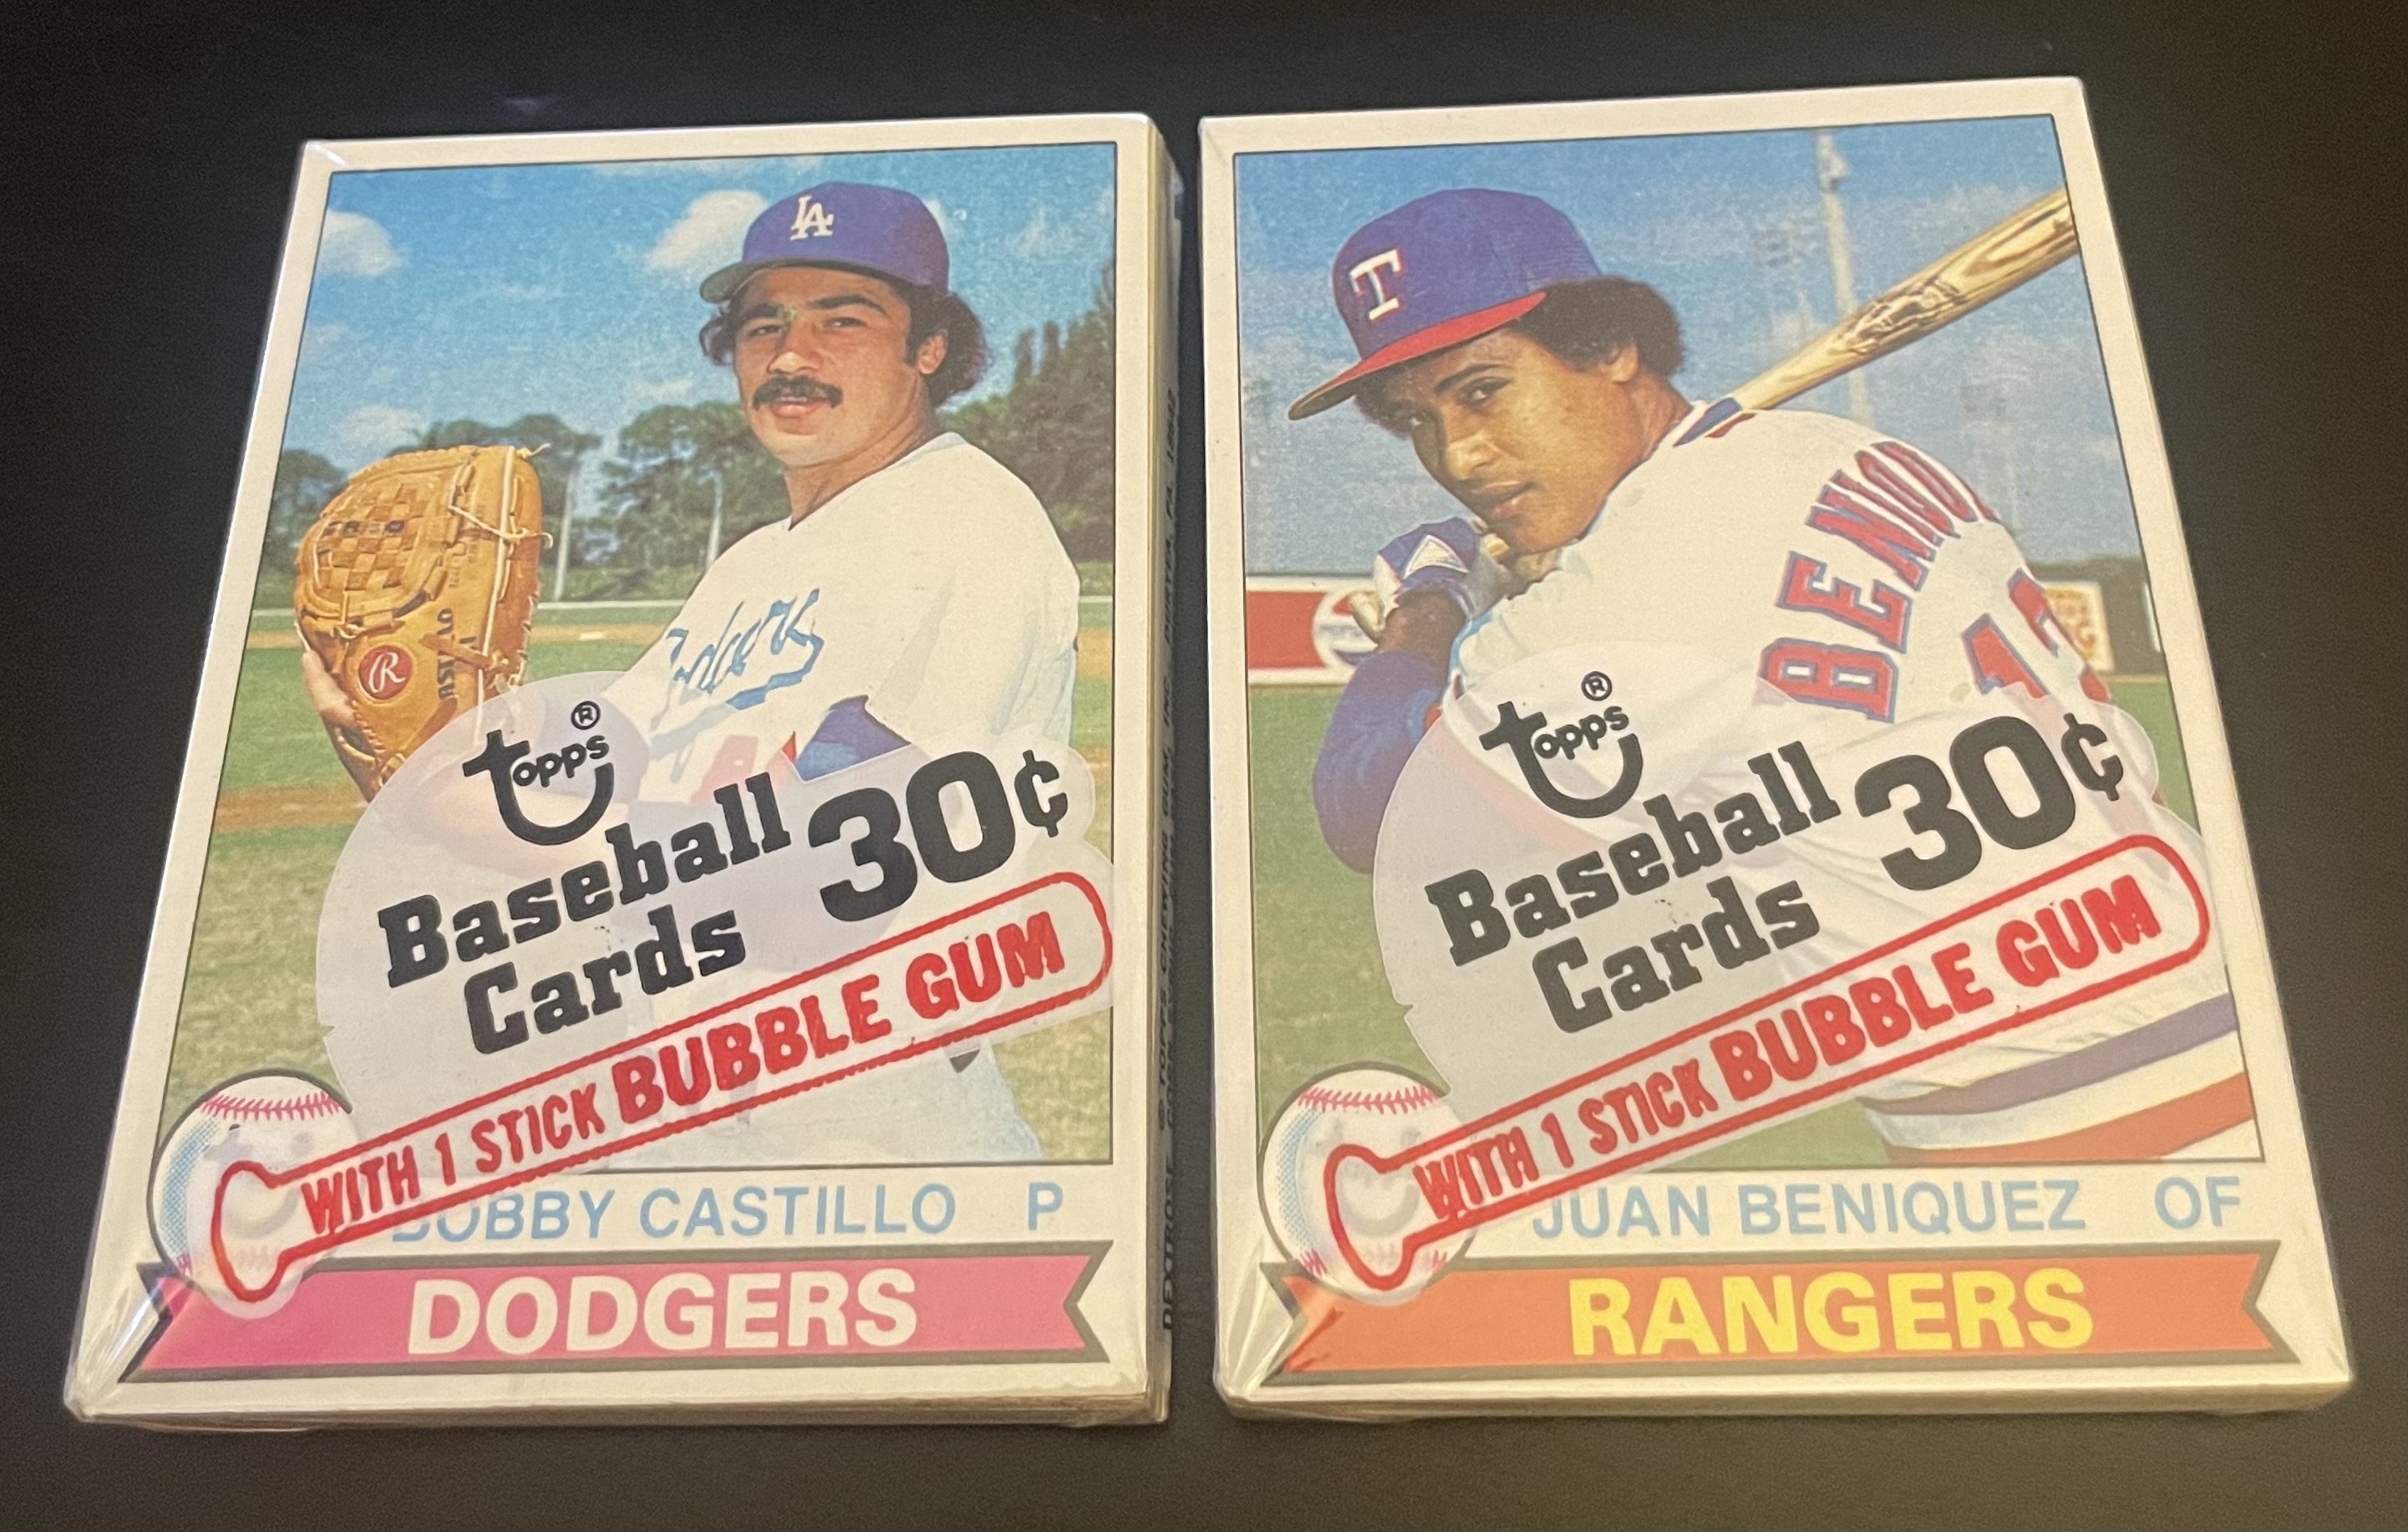 LA
Dodgers
R
topps®
Baseball 30¢
Cards
WITH 1 STICK BUBBLE GUM
BOBBY CASTILLO P
DODGERS
T
topps®
Baseball 30¢
Cards
WITH 1 STICK BUBBLE GUM
JUAN BENIQUEZ OF
RANGERS